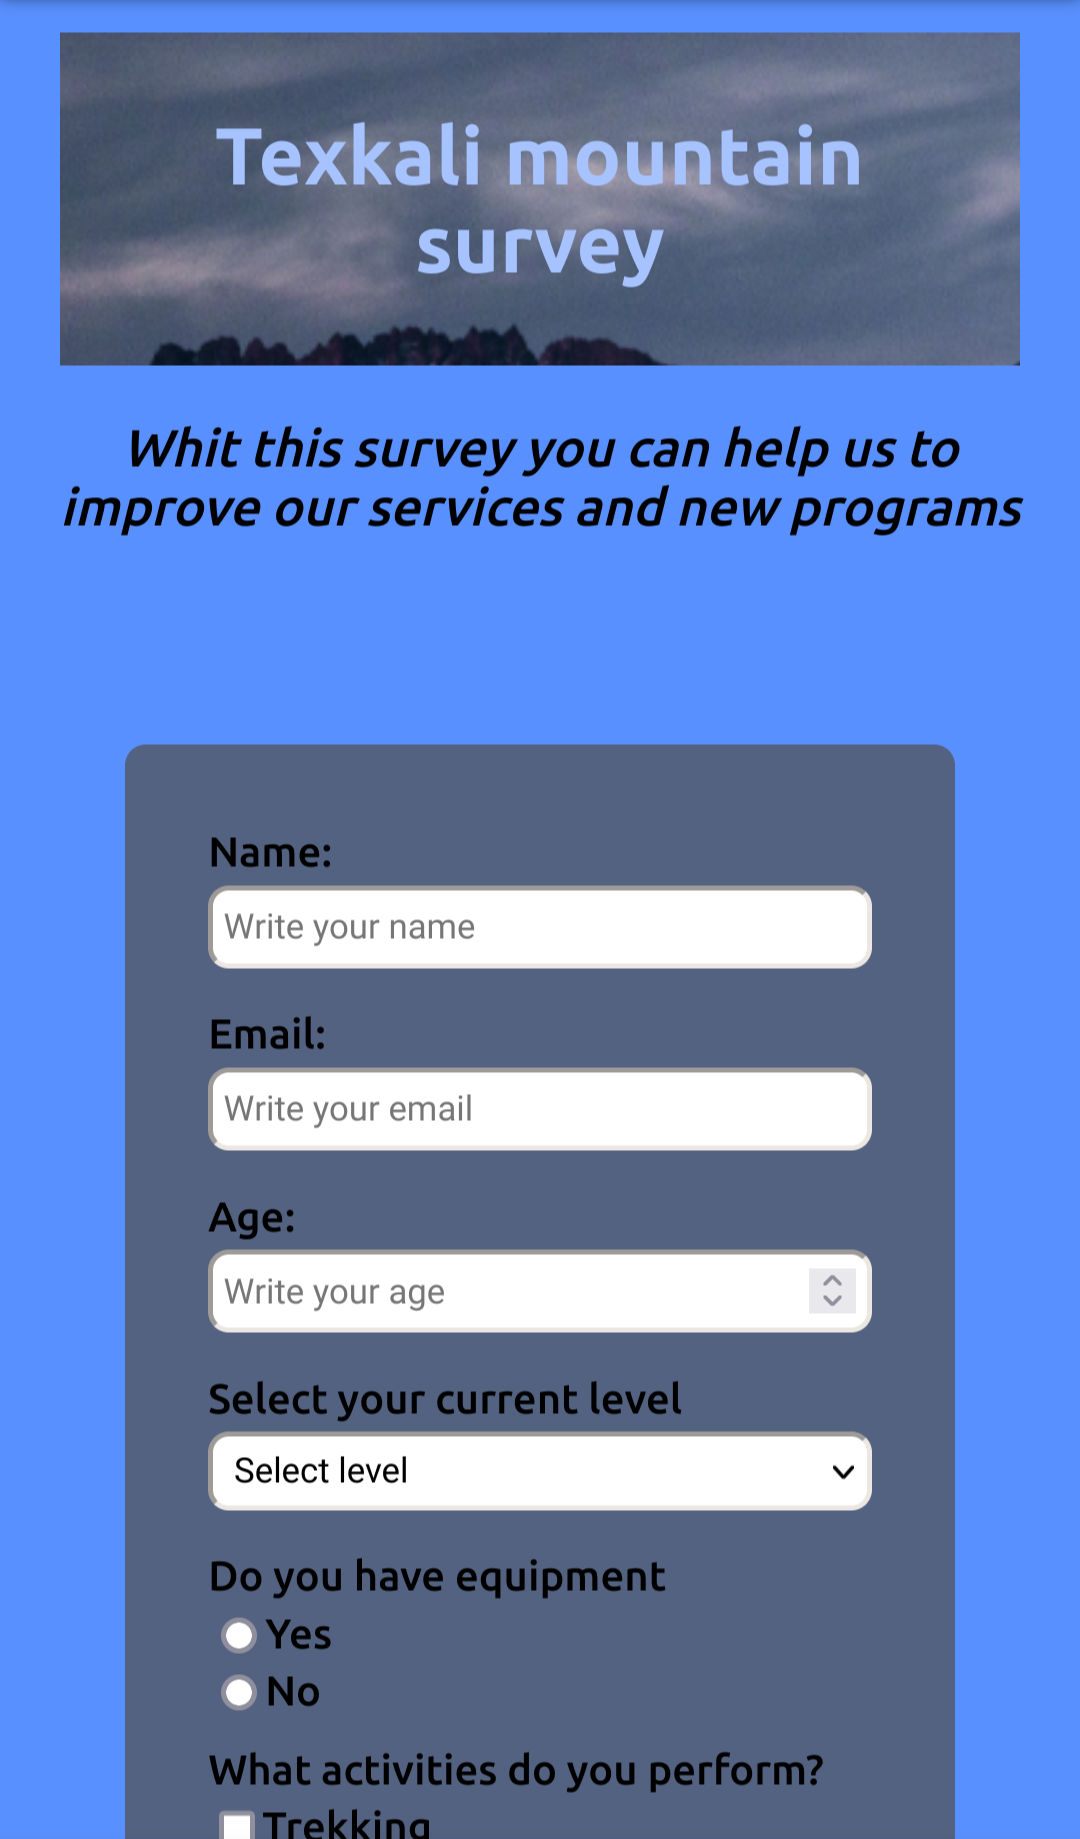 Texkali mountain
survey
Whit this survey you can help us to
improve our services and new programs
Name:
Write your name
Email:
Write your email
Age:
Write your age
Select your current level
Select level
Do you have equipment
Yes
No
What activities do you perform?
Trekking